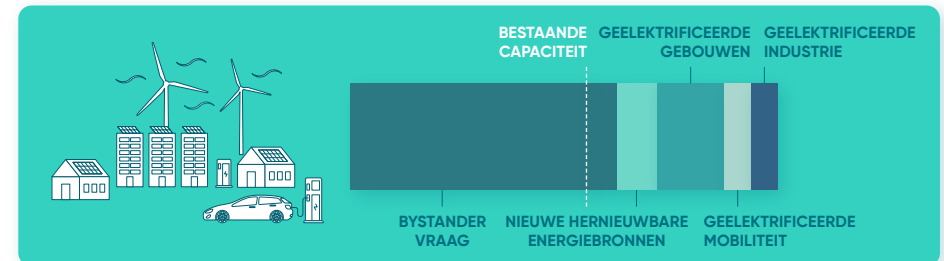 BESTAANDE
CAPACITEIT
GEELEKTRIFICEERDE
GEBOUWEN
GEELEKTRIFICEERDE
INDUSTRIE
BYSTANDER
VRAAG
NIEUWE HERNIEUWBARE
ENERGIEBRONNEN
GEELEKTRIFICEERDE
MOBILITEIT